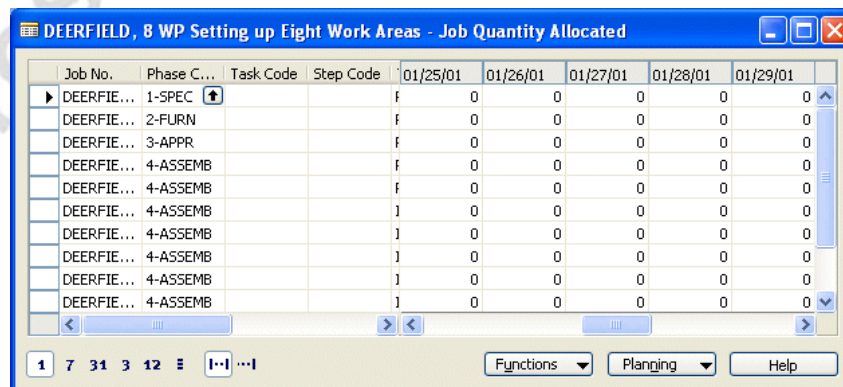 DEERFIELD, 8 WP Setting up Eight Work Areas - Job Quantity Allocated
Job No. Phase C... Task Code Step Code 01/25/01 01/26/01 01/27/01 01/28/01 01/29/01
DEERFIE... 1-SPEC 0 0 0 0 0
DEERFIE... 2-FURN 0 0 0 0 0
DEERFIE... 3-APPR 0 0 0 0 0
DEERFIE... 4-ASSEMB 0 0 0 0 0
DEERFIE... 4-ASSEMB 0 0 0 0 0
DEERFIE... 4-ASSEMB 0 0 0 0 0
DEERFIE... 4-ASSEMB 0 0 0 0 0
DEERFIE... 4-ASSEMB 0 0 0 0 0
DEERFIE... 4-ASSEMB 0 0 0 0 0
DEERFIE... 4-ASSEMB 0 0 0 0 0
1 7 31 3 12 Functions Planning Help